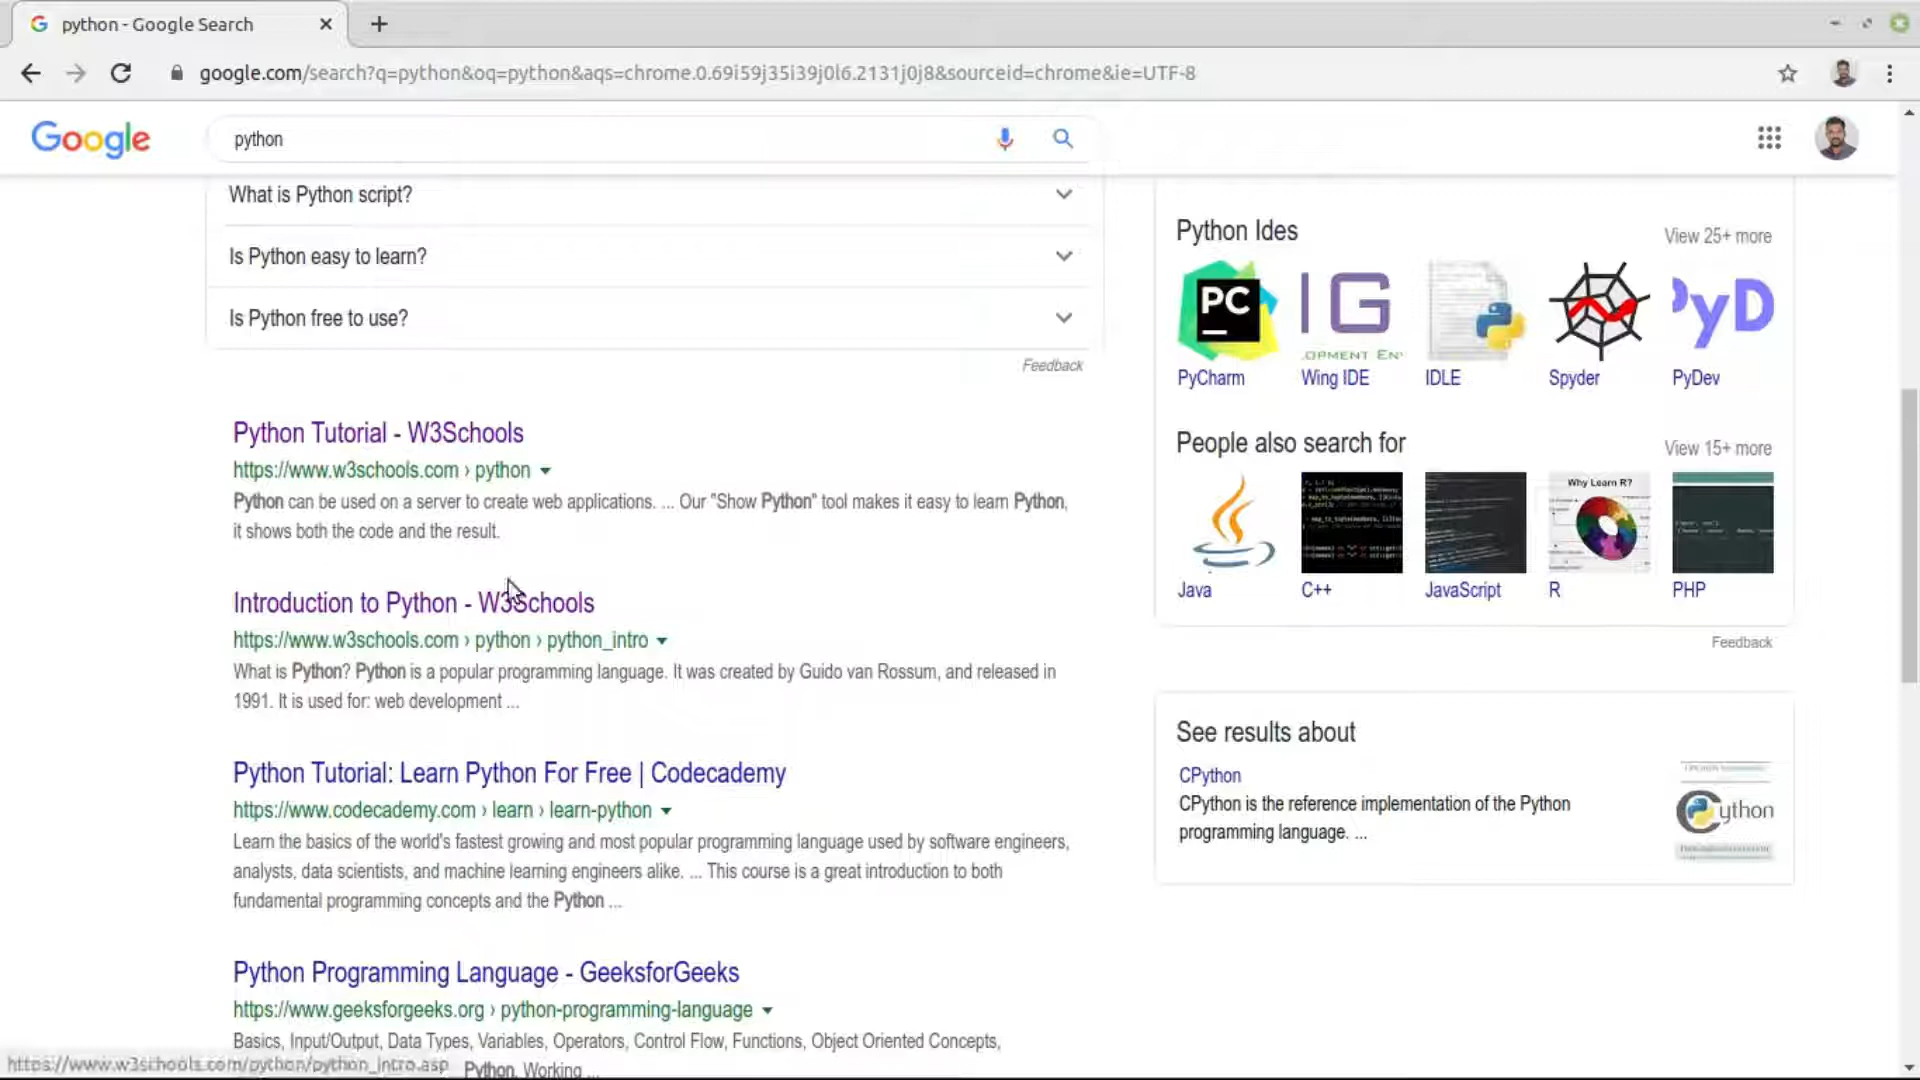 python - Google Search
google.com/search?q=python&oq=python&aqs=chrome.0.69i59j35i39j0l6.2131j0j8&sourceid=chrome&ie=UTF-8
Google
python
What is Python script?
Is Python easy to learn?
Is Python free to use?
Feedback
Python Tutorial - W3Schools
https://www.w3schools.com › python
Python can be used on a server to create web applications. ... Our "Show Python" tool makes it easy to learn Python,
it shows both the code and the result.
Introduction to Python - W3Schools
https://www.w3schools.com › python › python_intro
What is Python? Python is a popular programming language. It was created by Guido van Rossum, and released in
1991. It is used for: web development ...
Python Tutorial: Learn Python For Free | Codecademy
https://www.codecademy.com › learn › learn-python
Learn the basics of the world's fastest growing and most popular programming language used by software engineers,
analysts, data scientists, and machine learning engineers alike. ... This course is a great introduction to both
fundamental programming concepts and the Python ...
Python Programming Language - GeeksforGeeks
https://www.geeksforgeeks.org › python-programming-language
Basics, Input/Output, Data Types, Variables, Operators, Control Flow, Functions, Object Oriented Concepts,
Python, Working ...
https://www.w3schools.com/python/python_intro.asp
Python Ides
View 25+ more
PC
IG
OPMENT EN
yD
PyCharm
Wing IDE
IDLE
Spyder
PyDev
People also search for
View 15+ more
Why Learn R?
Java
C++
JavaScript
R
PHP
Feedback
See results about
CPython
CPython is the reference implementation of the Python
programming language. ...
Cython